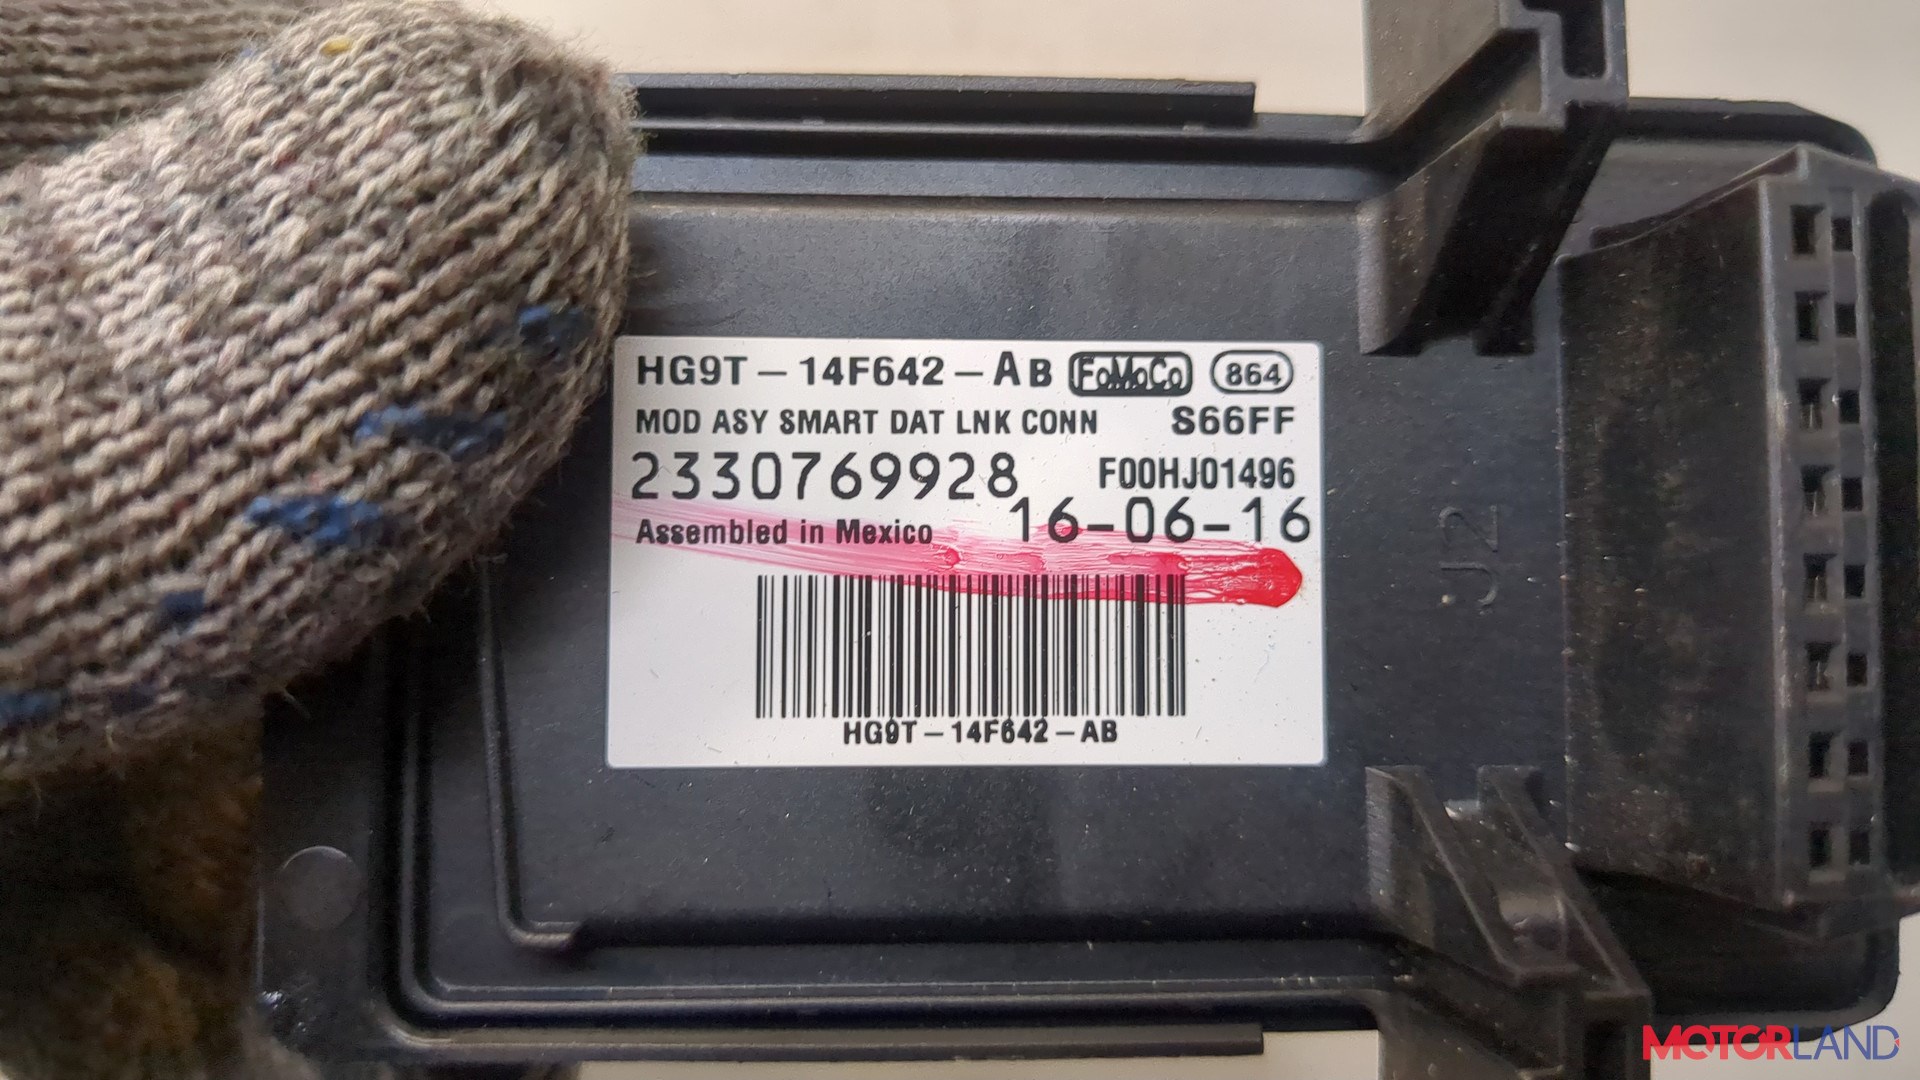 HG9T-14F642-AB FoMoCo 864
MOD ASY SMART DAT LNK CONN S66FF
2330769928 F00HJ01496
Assembled in Mexico 16-06-16
HG9T-14F642-AB
J2
MOTORLAND